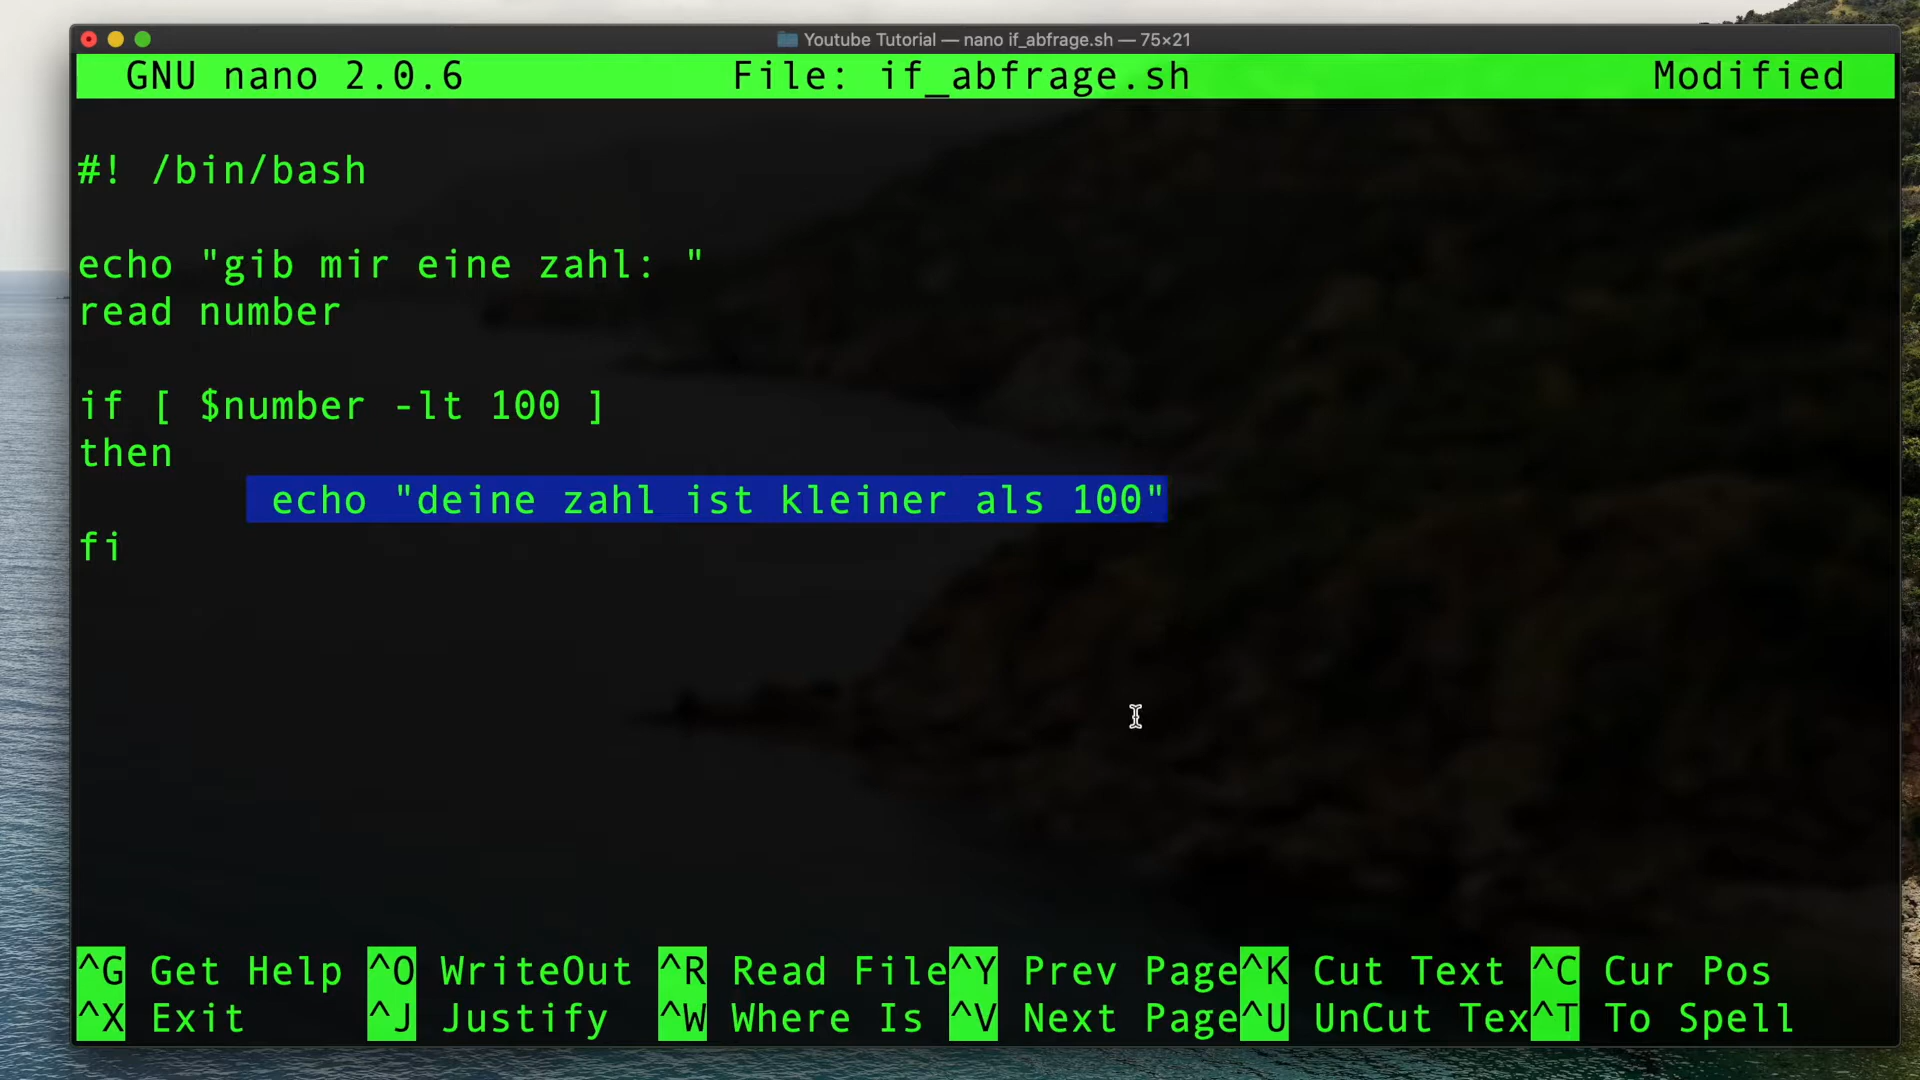 Youtube Tutorial — nano if_abfrage.sh — 75×21
GNU nano 2.0.6 File: if_abfrage.sh Modified
#! /bin/bash
echo "gib mir eine zahl: "
read number
if [ $number -lt 100 ]
then
echo "deine zahl ist kleiner als 100"
fi
^G Get Help ^O WriteOut ^R Read File ^Y Prev Page ^K Cut Text ^C Cur Pos
^X Exit ^J Justify ^W Where Is ^V Next Page ^U UnCut Tex ^T To Spell